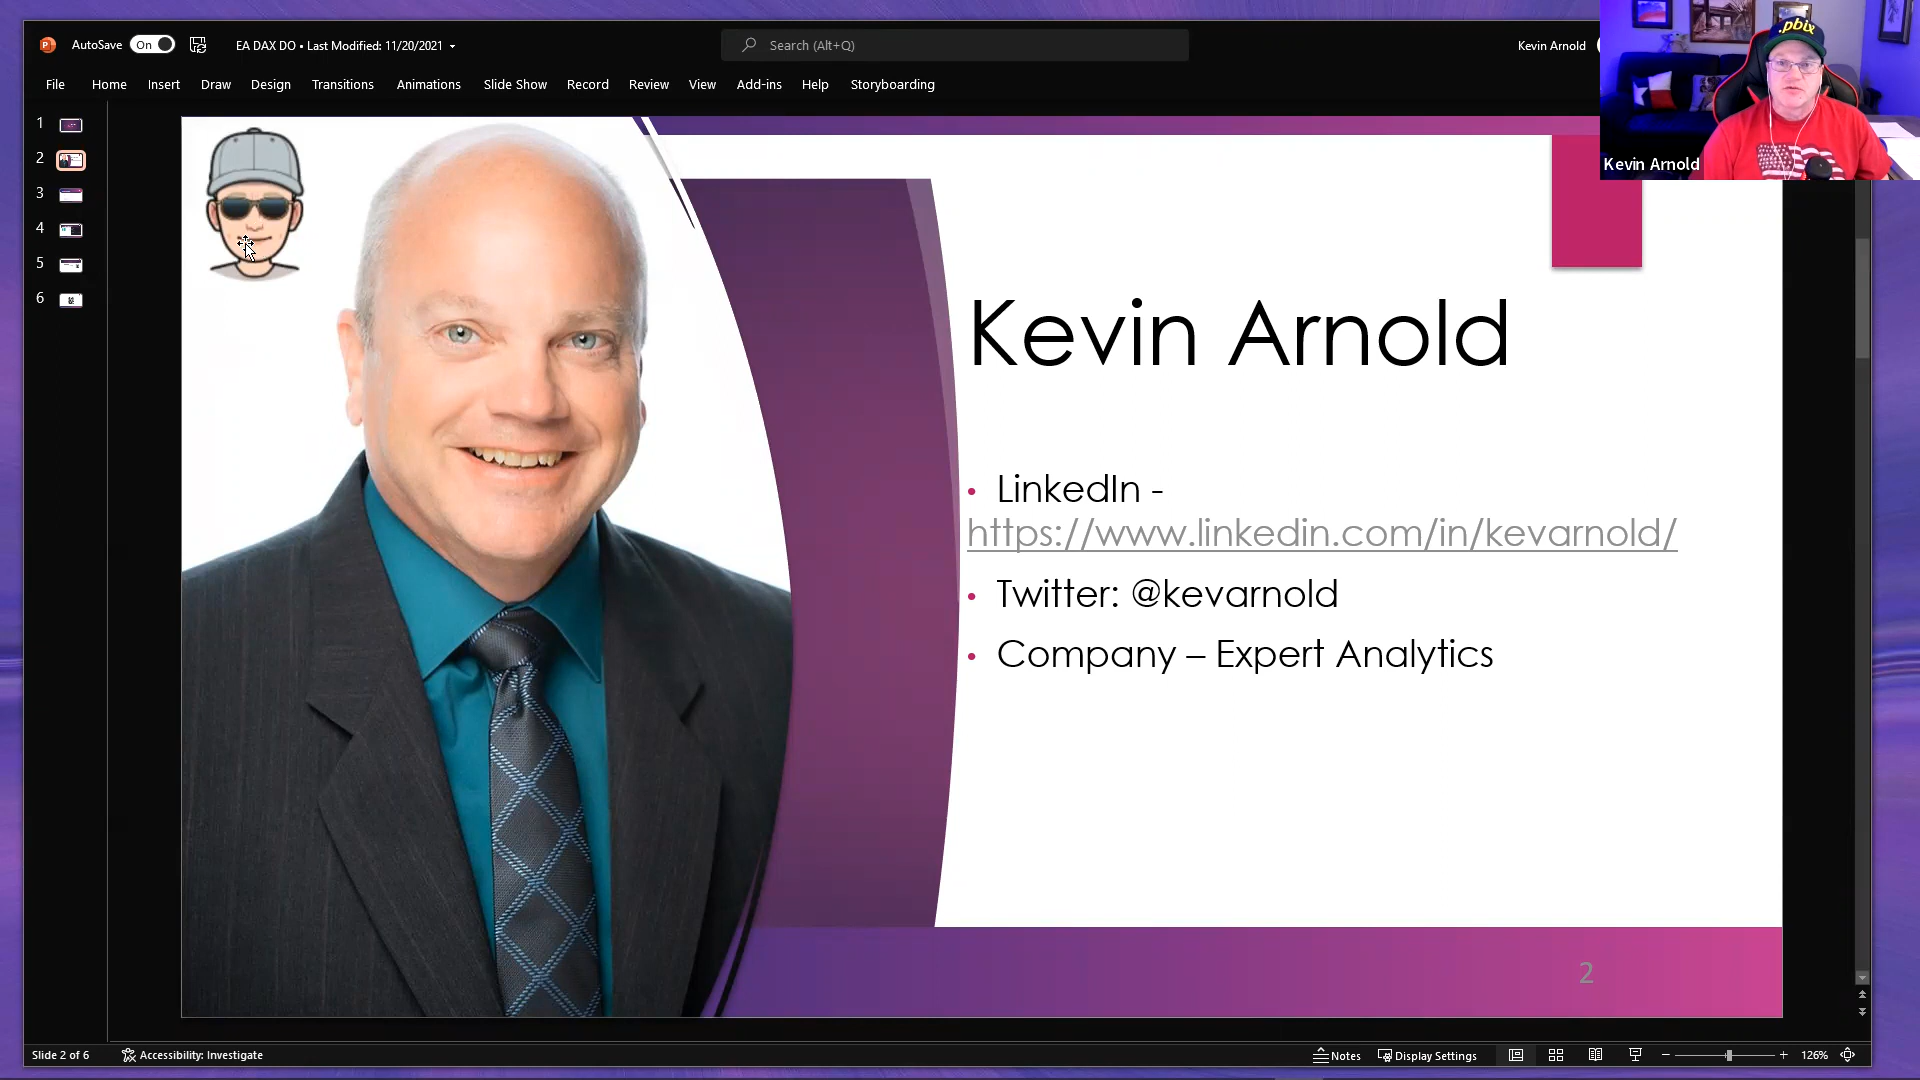 AutoSave On EA DAX DO • Last Modified: 11/20/2021 Search (Alt+Q) Kevin Arnold
.pbix
File Home Insert Draw Design Transitions Animations Slide Show Record Review View Add-ins Help Storyboarding
Kevin Arnold
1
2
3
4
5
6
Kevin Arnold
• LinkedIn -
https://www.linkedin.com/in/kevarnold/
• Twitter: @kevarnold
• Company – Expert Analytics
2
Slide 2 of 6 Accessibility: Investigate Notes Display Settings 126%